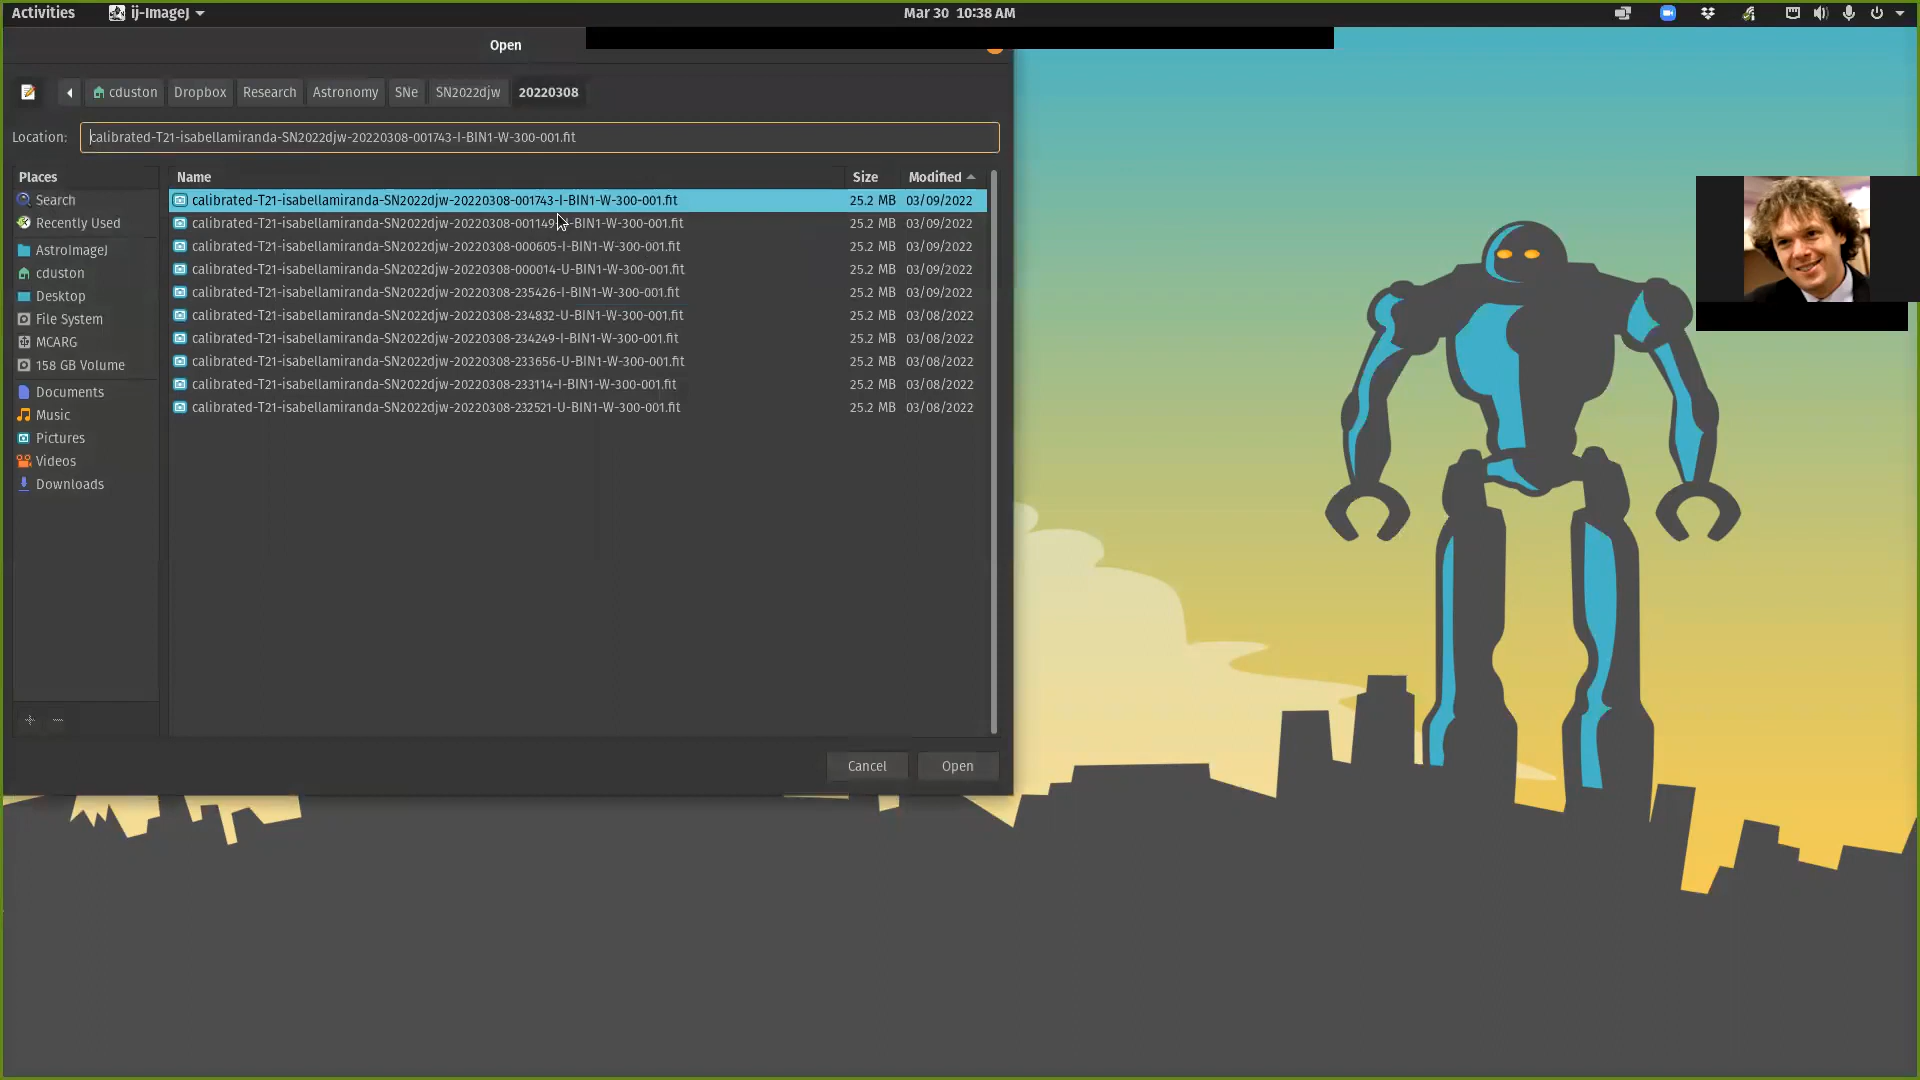 Activities ij-ImageJ Mar 30 10:38 AM
Open
cduston Dropbox Research Astronomy SNe SN2022djw 20220308
Location: calibrated-T21-isabellamiranda-SN2022djw-20220308-001743-I-BIN1-W-300-001.fit
Places Name Size Modified
Search calibrated-T21-isabellamiranda-SN2022djw-20220308-001743-I-BIN1-W-300-001.fit 25.2 MB 03/09/2022
Recently Used calibrated-T21-isabellamiranda-SN2022djw-20220308-001149- -BIN1-W-300-001.fit 25.2 MB 03/09/2022
AstroImageJ calibrated-T21-isabellamiranda-SN2022djw-20220308-000605-I-BIN1-W-300-001.fit 25.2 MB 03/09/2022
cduston calibrated-T21-isabellamiranda-SN2022djw-20220308-000014-U-BIN1-W-300-001.fit 25.2 MB 03/09/2022
Desktop calibrated-T21-isabellamiranda-SN2022djw-20220308-235426-I-BIN1-W-300-001.fit 25.2 MB 03/09/2022
File System calibrated-T21-isabellamiranda-SN2022djw-20220308-234832-U-BIN1-W-300-001.fit 25.2 MB 03/08/2022
MCARG calibrated-T21-isabellamiranda-SN2022djw-20220308-234249-I-BIN1-W-300-001.fit 25.2 MB 03/08/2022
158 GB Volume calibrated-T21-isabellamiranda-SN2022djw-20220308-233656-U-BIN1-W-300-001.fit 25.2 MB 03/08/2022
Documents calibrated-T21-isabellamiranda-SN2022djw-20220308-233114-I-BIN1-W-300-001.fit 25.2 MB 03/08/2022
Music calibrated-T21-isabellamiranda-SN2022djw-20220308-232521-U-BIN1-W-300-001.fit 25.2 MB 03/08/2022
Pictures
Videos
Downloads
Cancel Open